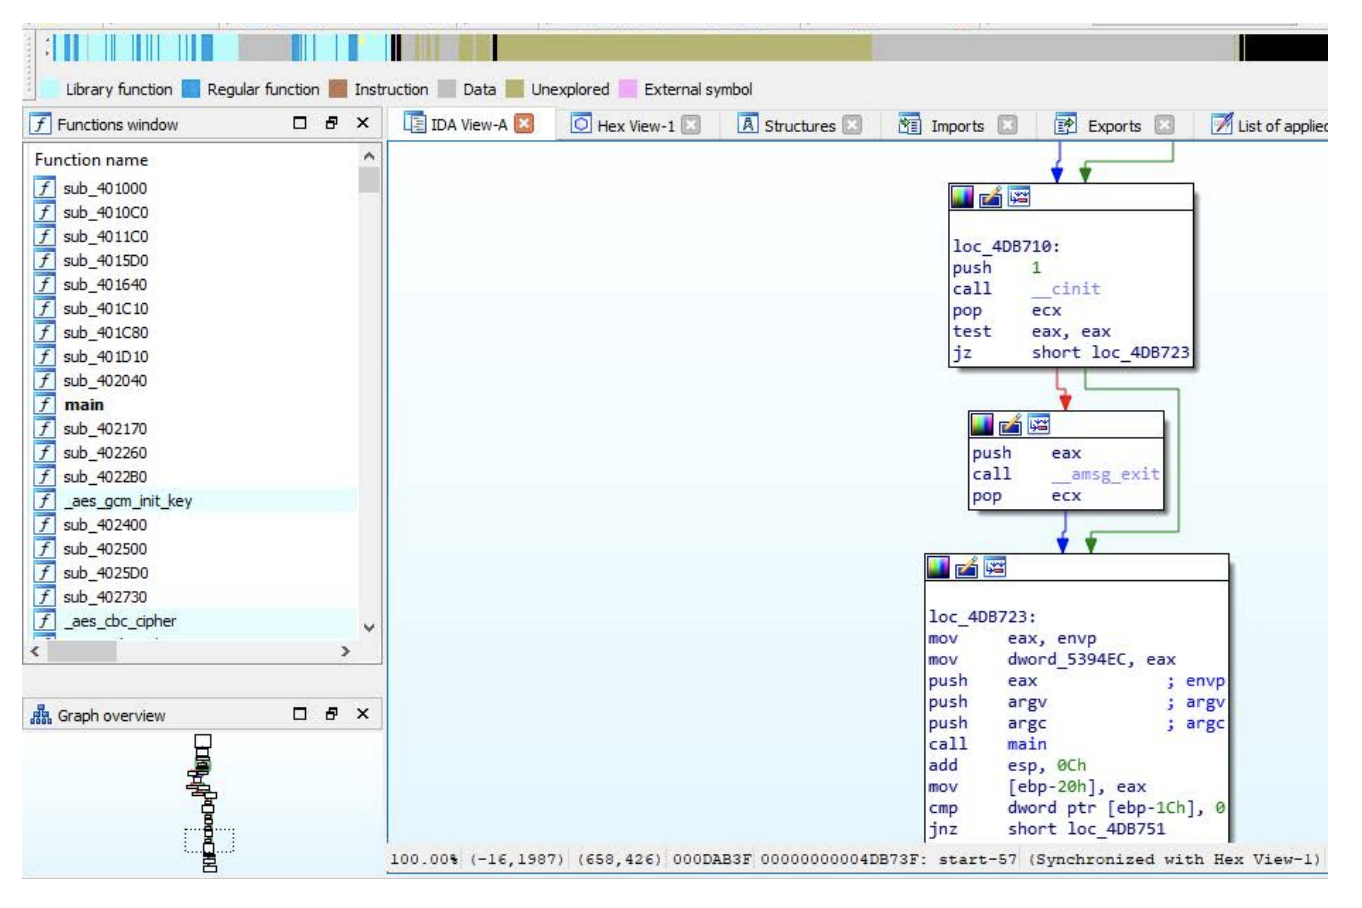 Library function Regular function Instruction Data Unexplored External symbol
Functions window
IDA View-A Hex View-1 Structures Imports Exports List of applied
Function name
sub_401000
sub_4010C0
sub_4011C0
sub_4015D0
sub_401640
sub_401C10
sub_401C80
sub_401D10
sub_402040
main
sub_402170
sub_402260
sub_4022B0
_aes_gcm_init_key
sub_402400
sub_402500
sub_4025D0
sub_402730
_aes_cbc_cipher
Graph overview
loc_4DB710:
push 1
call __cinit
pop ecx
test eax, eax
jz short loc_4DB723
push eax
call __amsg_exit
pop ecx
loc_4DB723:
mov eax, envp
mov dword_5394EC, eax
push eax ; envp
push argv ; argv
push argc ; argc
call main
add esp, 0Ch
mov [ebp-20h], eax
cmp dword ptr [ebp-1Ch], 0
jnz short loc_4DB751
100.00% (-16,1987) (658,426) 000DAB3F 00000000004DB73F: start-57 (Synchronized with Hex View-1)